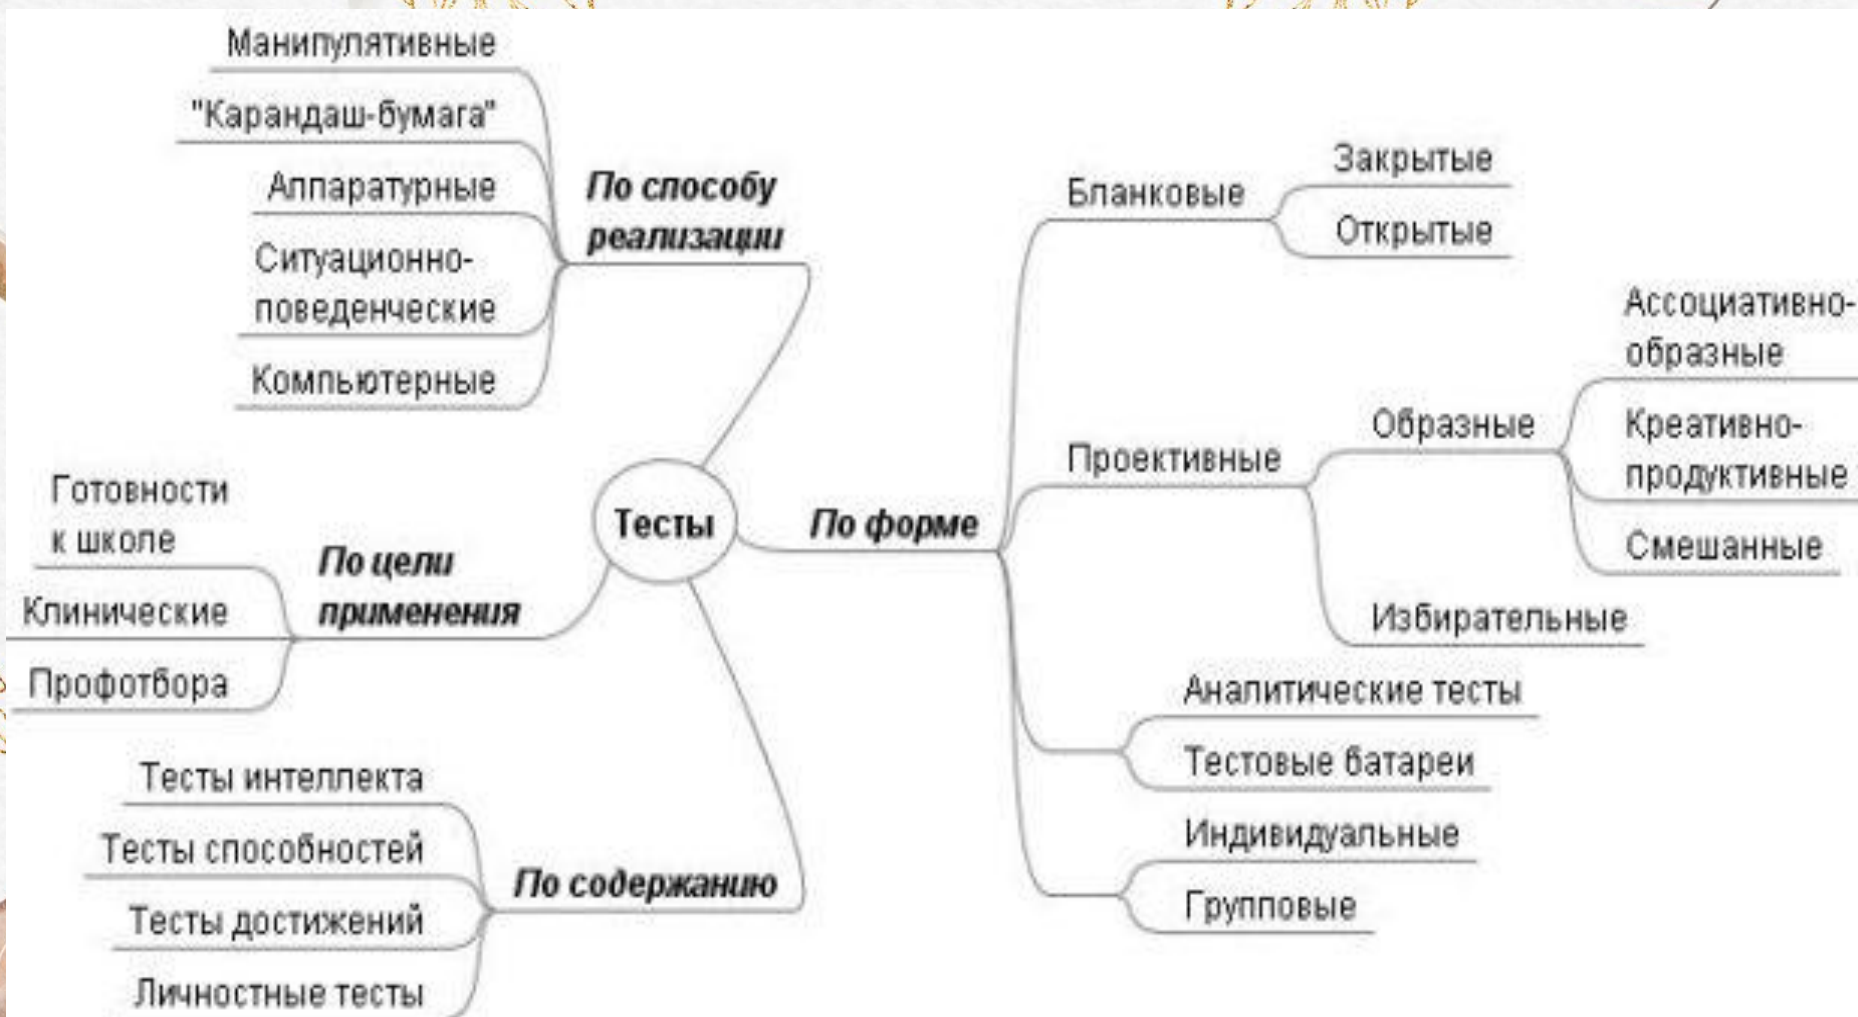 Манипулятивные
"Карандаш-бумага"
Аппаратурные
Ситуационно-
поведенческие
Компьютерные
По способу
реализации
Готовности
к школе
Клинические
Профотбора
По цели
применения
Тесты
Тесты интеллекта
Тесты способностей
Тесты достижений
Личностные тесты
По содержанию
По форме
Бланковые
Закрытые
Открытые
Проективные
Образные
Ассоциативно-
образные
Креативно-
продуктивные
Смешанные
Избирательные
Аналитические тесты
Тестовые батареи
Индивидуальные
Групповые